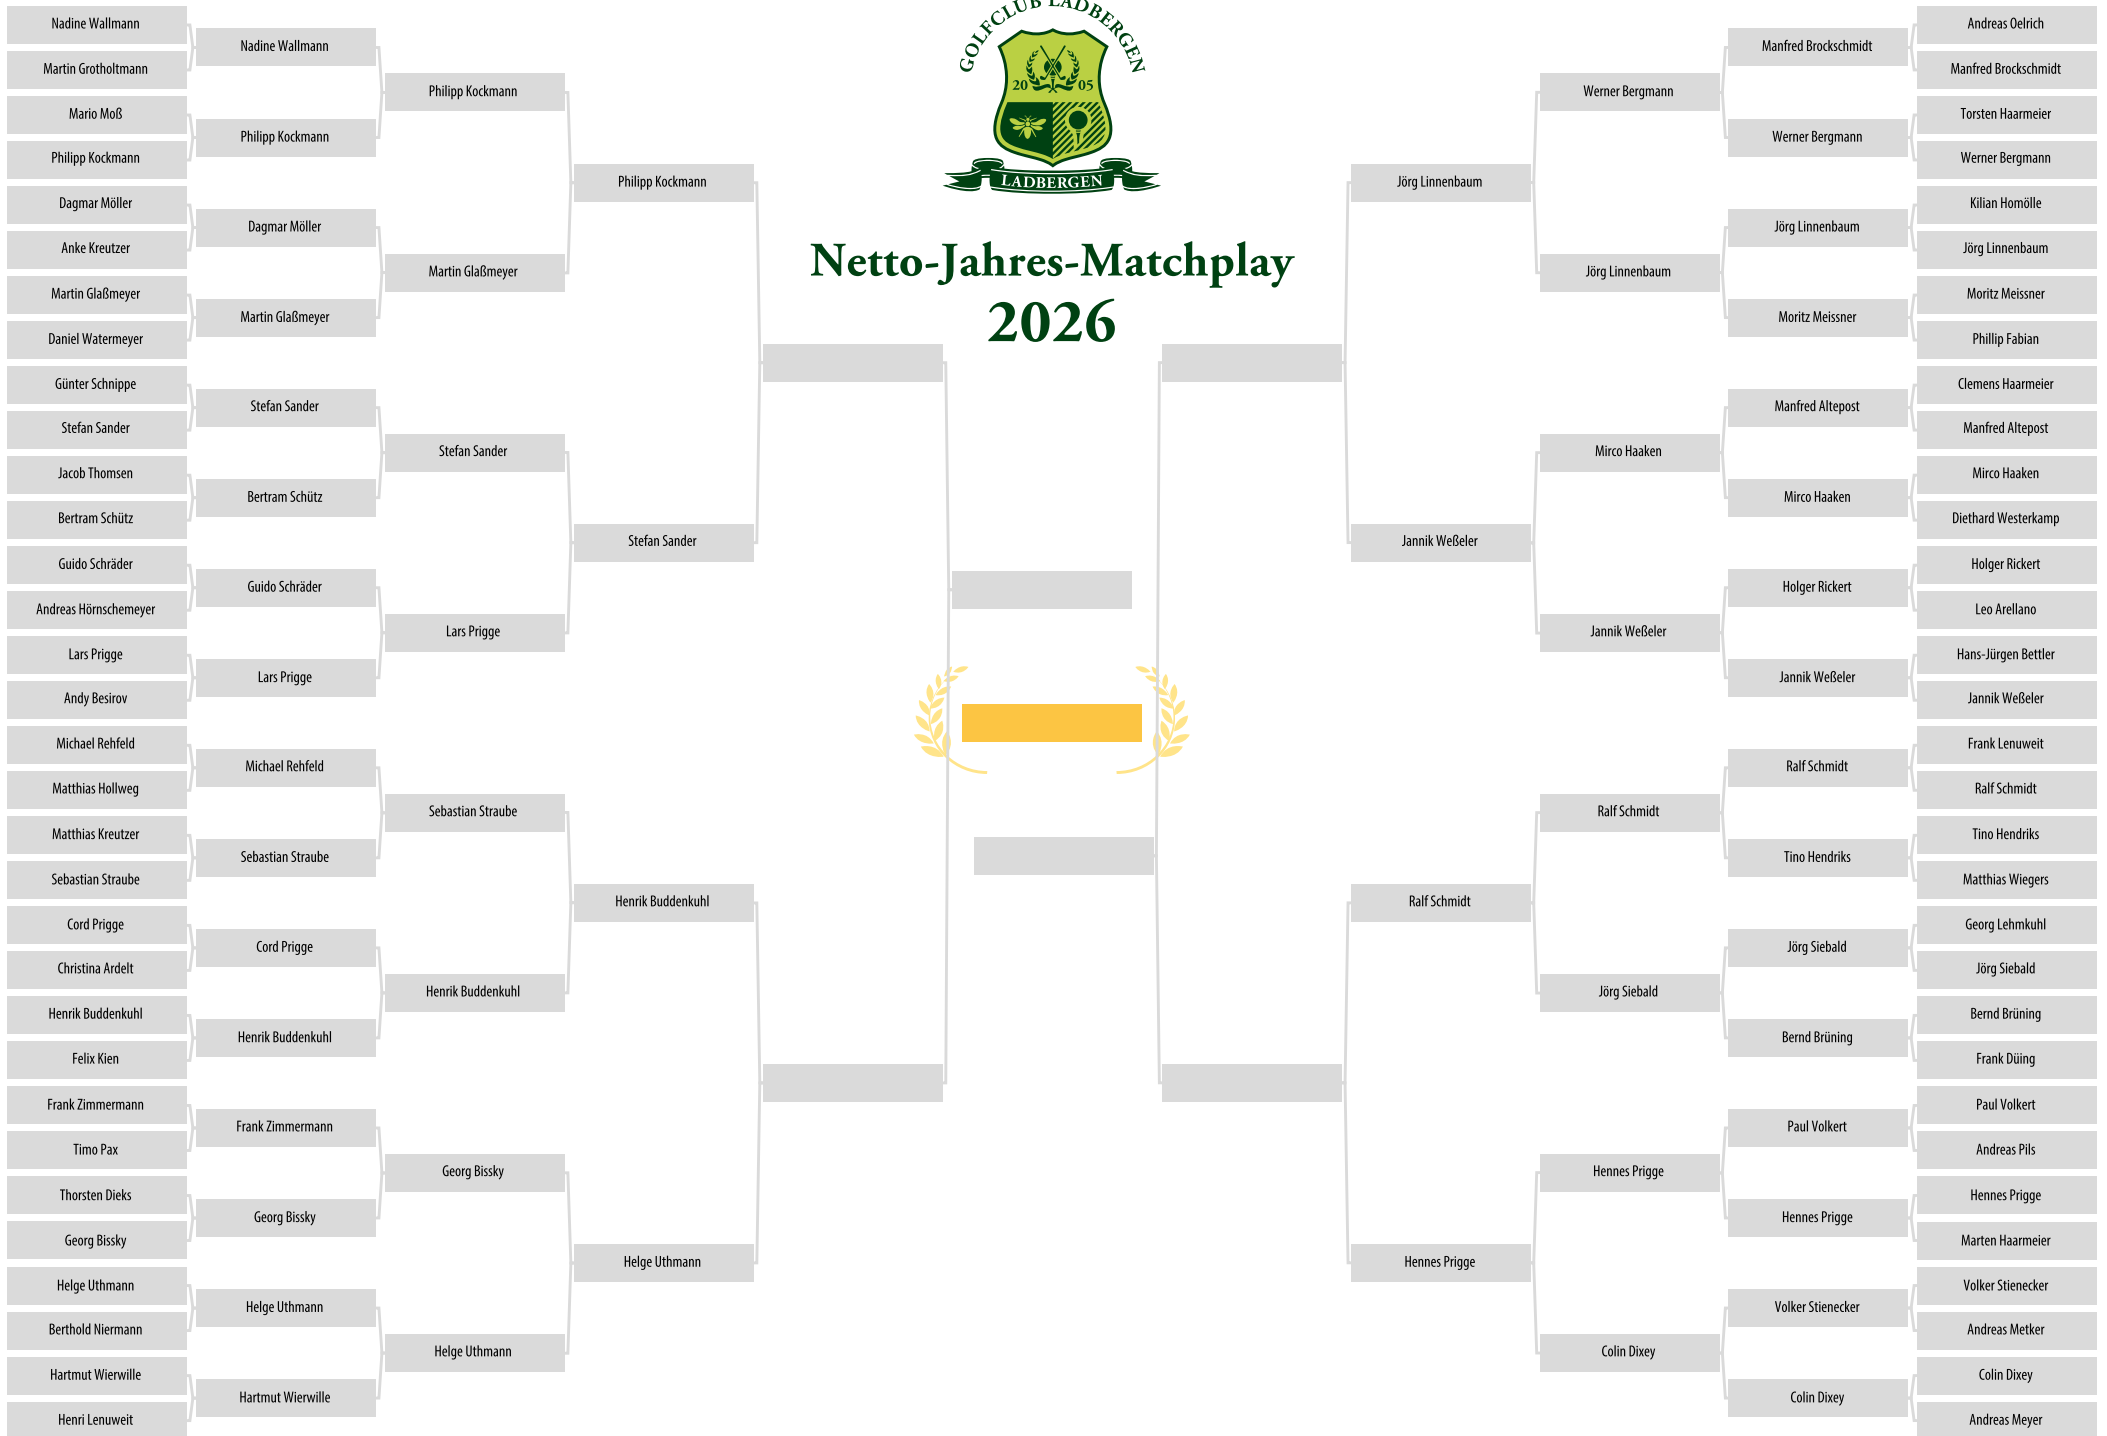 GOLFCLUB LADBERGEN
20 05
LADBERGEN
Netto-Jahres-Matchplay
2026
Nadine Wallmann
Martin Grotholtmann
Mario Moß
Philipp Kockmann
Dagmar Möller
Anke Kreutzer
Martin Glaßmeyer
Daniel Watermeyer
Günter Schnippe
Stefan Sander
Jacob Thomsen
Bertram Schütz
Guido Schräder
Andreas Hörnschemeyer
Lars Prigge
Andy Besirov
Michael Rehfeld
Matthias Hollweg
Matthias Kreutzer
Sebastian Straube
Cord Prigge
Christina Ardelt
Henrik Buddenkuhl
Felix Kien
Frank Zimmermann
Timo Pax
Thorsten Dieks
Georg Bissky
Helge Uthmann
Berthold Niermann
Hartmut Wierwille
Henri Lenuweit
Nadine Wallmann
Philipp Kockmann
Dagmar Möller
Martin Glaßmeyer
Stefan Sander
Bertram Schütz
Guido Schräder
Lars Prigge
Michael Rehfeld
Sebastian Straube
Cord Prigge
Henrik Buddenkuhl
Frank Zimmermann
Georg Bissky
Helge Uthmann
Hartmut Wierwille
Philipp Kockmann
Martin Glaßmeyer
Stefan Sander
Lars Prigge
Sebastian Straube
Henrik Buddenkuhl
Georg Bissky
Helge Uthmann
Philipp Kockmann
Stefan Sander
Henrik Buddenkuhl
Helge Uthmann
Jörg Linnenbaum
Jannik Weßeler
Ralf Schmidt
Hennes Prigge
Werner Bergmann
Jörg Linnenbaum
Mirco Haaken
Jannik Weßeler
Ralf Schmidt
Jörg Siebald
Hennes Prigge
Colin Dixey
Manfred Brockschmidt
Werner Bergmann
Jörg Linnenbaum
Moritz Meissner
Manfred Altepost
Mirco Haaken
Holger Rickert
Jannik Weßeler
Ralf Schmidt
Tino Hendriks
Jörg Siebald
Bernd Brüning
Paul Volkert
Hennes Prigge
Volker Stienecker
Colin Dixey
Andreas Oelrich
Manfred Brockschmidt
Torsten Haarmeier
Werner Bergmann
Kilian Homölle
Jörg Linnenbaum
Moritz Meissner
Phillip Fabian
Clemens Haarmeier
Manfred Altepost
Mirco Haaken
Diethard Westerkamp
Holger Rickert
Leo Arellano
Hans-Jürgen Bettler
Jannik Weßeler
Frank Lenuweit
Ralf Schmidt
Tino Hendriks
Matthias Wiegers
Georg Lehmkuhl
Jörg Siebald
Bernd Brüning
Frank Düing
Paul Volkert
Andreas Pils
Hennes Prigge
Marten Haarmeier
Volker Stienecker
Andreas Metker
Colin Dixey
Andreas Meyer